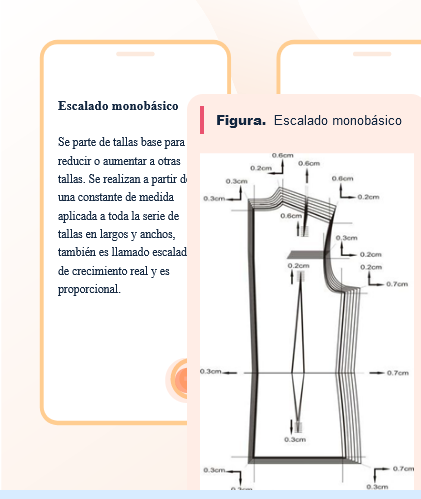 Escalado monobásico
Se parte de tallas base para
reducir o aumentar a otras
tallas. Se realizan a partir d
una constante de medida
aplicada a toda la serie de
tallas en largos y anchos,
también es llamado escalad
de crecimiento real y es
proporcional.
Figura. Escalado monobásico
0.6cm
0.2cm
0.6cm
0.3cm
0.6cm
0.3cm
0.2cm
0.6cm
0.3cm
0.2cm
0.2cm
0.2cm
0.7cm
0.3cm
0.7cm
0.3cm
0.3cm
0.7cm
0.3cm